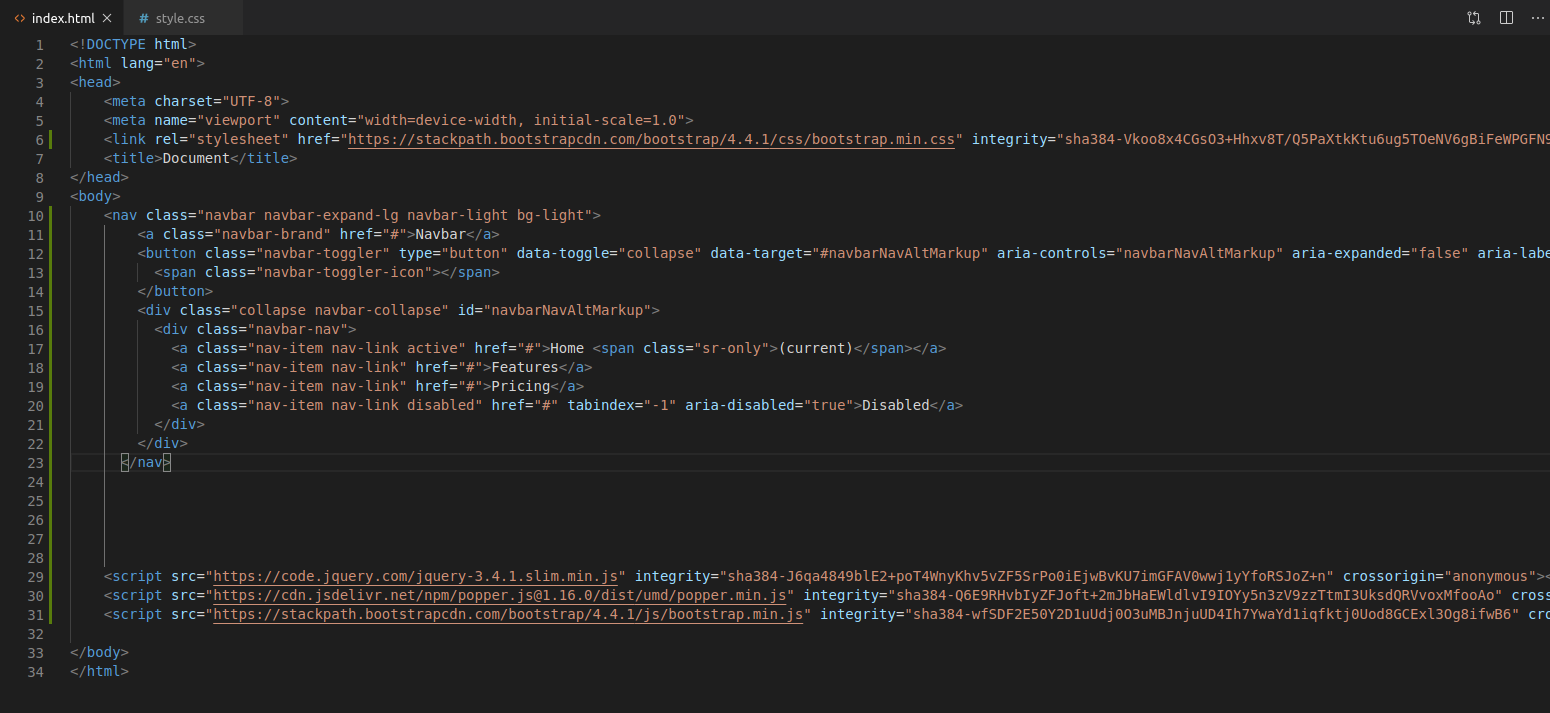 index.html
# style.css
1 <!DOCTYPE html>
2 <html lang="en">
3 <head>
4 <meta charset="UTF-8">
5 <meta name="viewport" content="width=device-width, initial-scale=1.0">
6 <link rel="stylesheet" href="https://stackpath.bootstrapcdn.com/bootstrap/4.4.1/css/bootstrap.min.css" integrity="sha384-Vkoo8x4CGsO3+Hhxv8T/Q5PaXtkKtu6ug5TOeNV6gBiFeWPGFN9
7 <title>Document</title>
8 </head>
9 <body>
10 <nav class="navbar navbar-expand-lg navbar-light bg-light">
11 <a class="navbar-brand" href="#">Navbar</a>
12 <button class="navbar-toggler" type="button" data-toggle="collapse" data-target="#navbarNavAltMarkup" aria-controls="navbarNavAltMarkup" aria-expanded="false" aria-labe
13 <span class="navbar-toggler-icon"></span>
14 </button>
15 <div class="collapse navbar-collapse" id="navbarNavAltMarkup">
16 <div class="navbar-nav">
17 <a class="nav-item nav-link active" href="#">Home <span class="sr-only">(current)</span></a>
18 <a class="nav-item nav-link" href="#">Features</a>
19 <a class="nav-item nav-link" href="#">Pricing</a>
20 <a class="nav-item nav-link disabled" href="#" tabindex="-1" aria-disabled="true">Disabled</a>
21 </div>
22 </div>
23 </nav>
24
25
26
27
28
29 <script src="https://code.jquery.com/jquery-3.4.1.slim.min.js" integrity="sha384-J6qa4849blE2+poT4WnyKhv5vZF5SrPo0iEjwBvKU7imGFAV0wwj1yYfoRSJoZ+n" crossorigin="anonymous"><
30 <script src="https://cdn.jsdelivr.net/npm/popper.js@1.16.0/dist/umd/popper.min.js" integrity="sha384-Q6E9RHvbIyZFJoft+2mJbHaEWldlvI9IOYy5n3zV9zzTtmI3UksdQRVvoxMfooAo" cross
31 <script src="https://stackpath.bootstrapcdn.com/bootstrap/4.4.1/js/bootstrap.min.js" integrity="sha384-wfSDF2E50Y2D1uUdj0O3uMBJnjuUD4Ih7YwaYd1iqfktj0Uod8GCExl3Og8ifwB6" cro
32
33 </body>
34 </html>